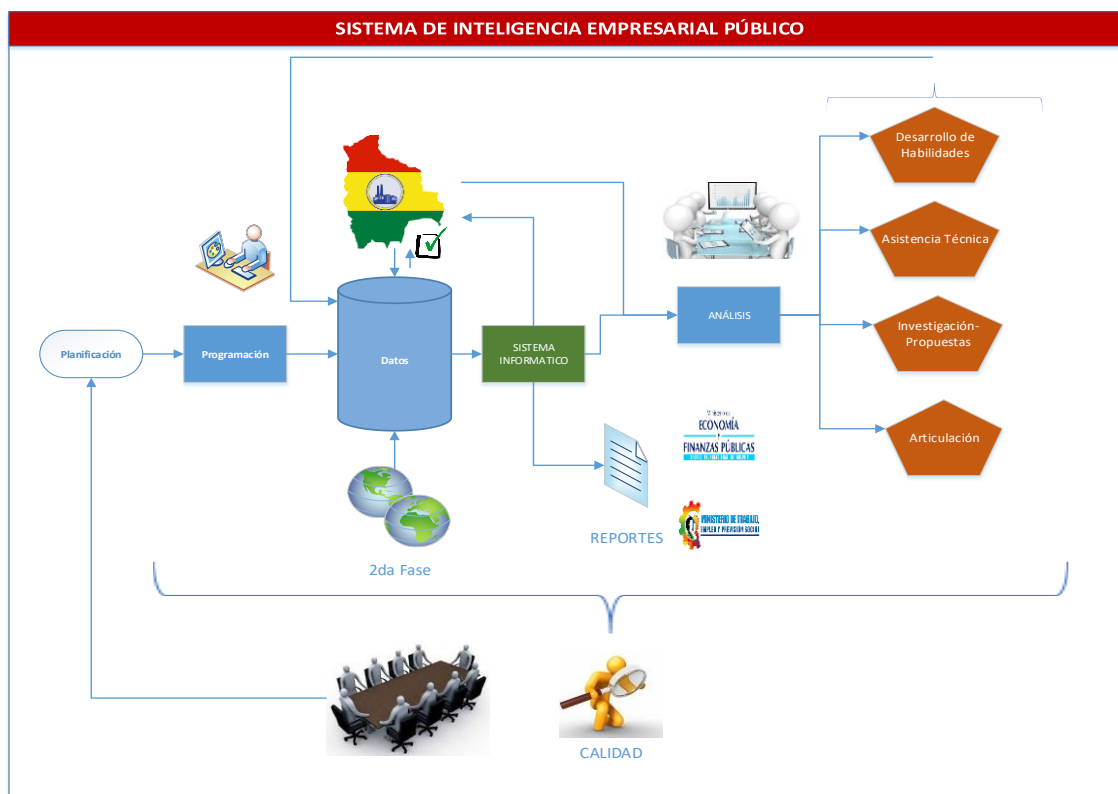 SISTEMA DE INTELIGENCIA EMPRESARIAL PÚBLICO
Desarrollo de
Habilidades
Asistencia Técnica
ANÁLISIS
Investigación-
Propuestas
Planificación
Programación
Datos
SISTEMA
INFORMATICO
ECONOMÍA
FINANZAS PÚBLICAS
Articulación
MINISTERIO DE TRABAJO,
EMPLEO Y PREVISIÓN SOCIAL
REPORTES
2da Fase
CALIDAD